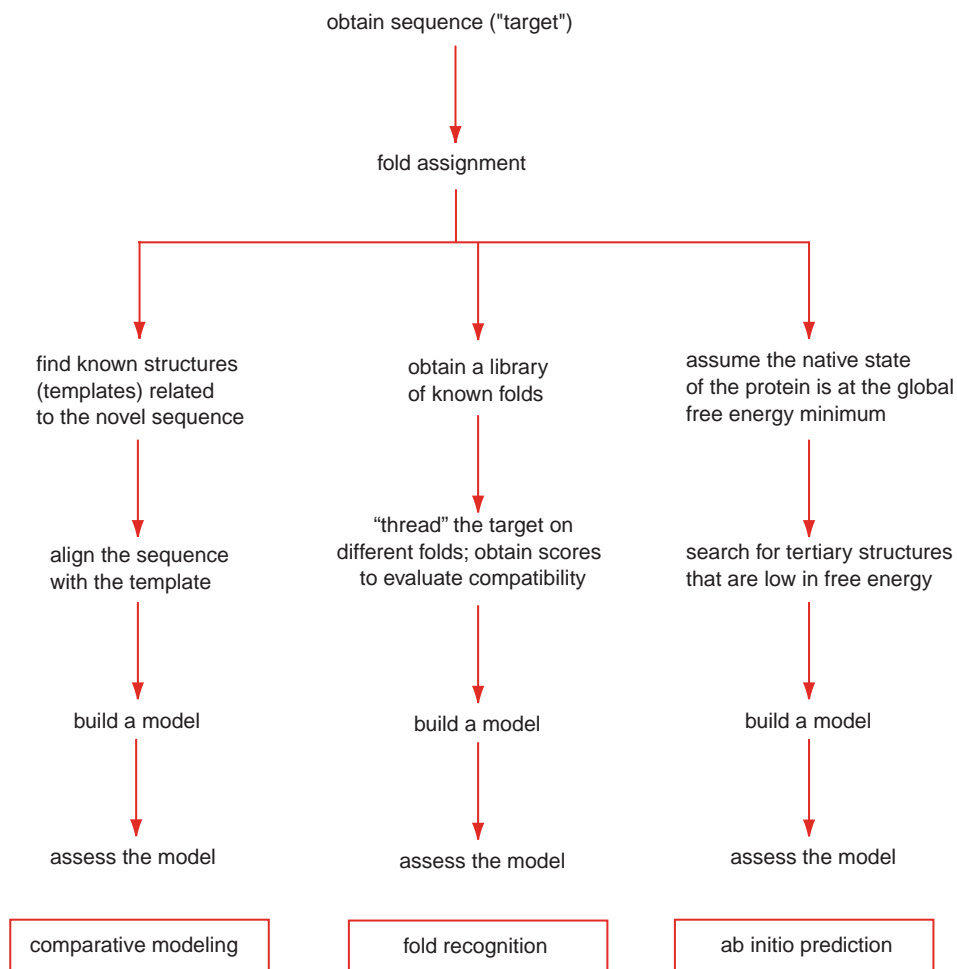 obtain sequence ("target")
fold assignment
find known structures
(templates) related
to the novel sequence
align the sequence
with the template
build a model
assess the model
comparative modeling
obtain a library
of known folds
“thread” the target on
different folds; obtain scores
to evaluate compatibility
build a model
assess the model
fold recognition
assume the native state
of the protein is at the global
free energy minimum
search for tertiary structures
that are low in free energy
build a model
assess the model
ab initio prediction